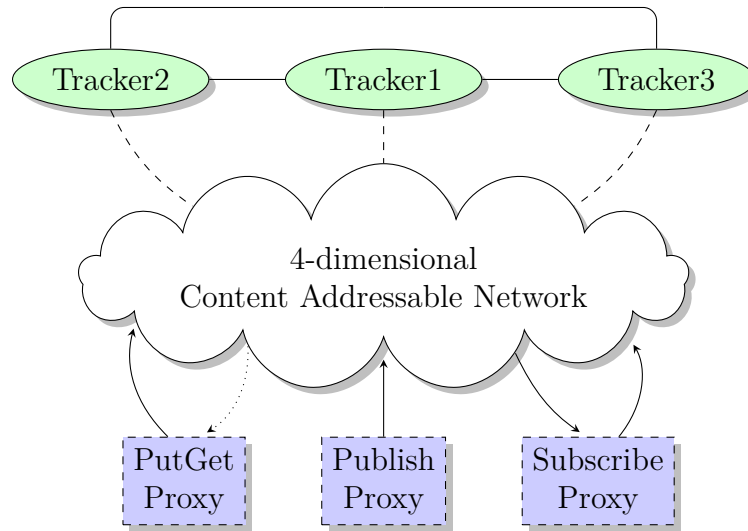 Tracker2 Tracker1 Tracker3
4-dimensional
Content Addressable Network
PutGet
Proxy
Publish
Proxy
Subscribe
Proxy